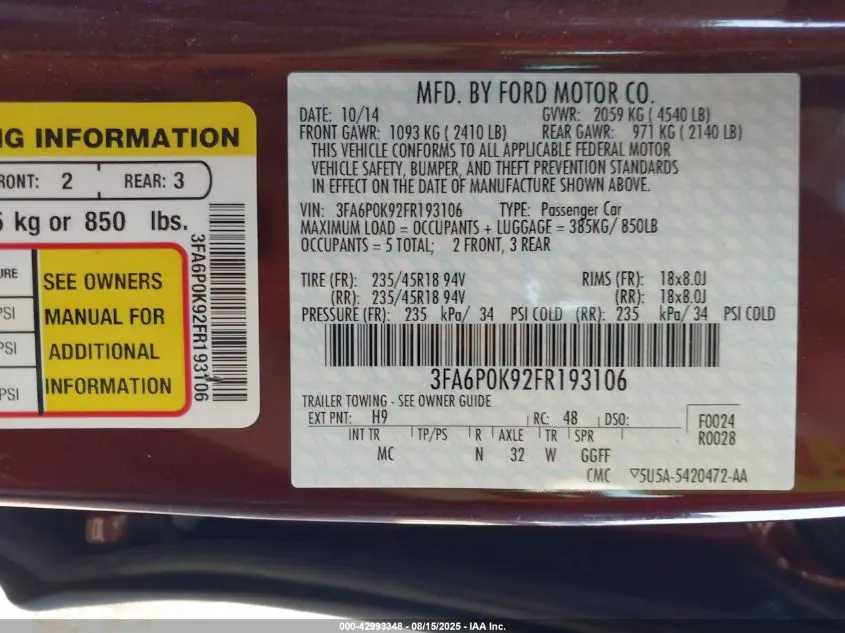 NG INFORMATION
FRONT: 2 REAR: 3
5 kg or 850 lbs.
SEE OWNERS
MANUAL FOR
ADDITIONAL
INFORMATION
PSI
PSI
PSI
3FA6P0K92FR193106
MFD. BY FORD MOTOR CO.
DATE: 10/14 GVWR: 2059 KG ( 4540 LB)
FRONT GAWR: 1093 KG ( 2410 LB) REAR GAWR: 971 KG ( 2140 LB)
THIS VEHICLE CONFORMS TO ALL APPLICABLE FEDERAL MOTOR
VEHICLE SAFETY, BUMPER, AND THEFT PREVENTION STANDARDS
IN EFFECT ON THE DATE OF MANUFACTURE SHOWN ABOVE.
VIN: 3FA6P0K92FR193106 TYPE: Passenger Car
MAXIMUM LOAD = OCCUPANTS + LUGGAGE = 385KG/ 850LB
OCCUPANTS = 5 TOTAL; 2 FRONT, 3 REAR
TIRE (FR): 235/45R18 94V RIMS (FR): 18x8.0J
(RR): 235/45R18 94V (RR): 18x8.0J
PRESSURE (FR): 235 kPa/ 34 PSI COLD (RR): 235 kPa/ 34 PSI COLD
3FA6P0K92FR193106
TRAILER TOWING - SEE OWNER GUIDE
EXT PNT: H9 RC: 48 DSO: F0024
R0028
INT TR TP/PS R AXLE TR SPR
MC N 32 W GGFF
CMC ▽5U5A-5420472-AA
000-42993348 - 08/15/2025 - IAA Inc.